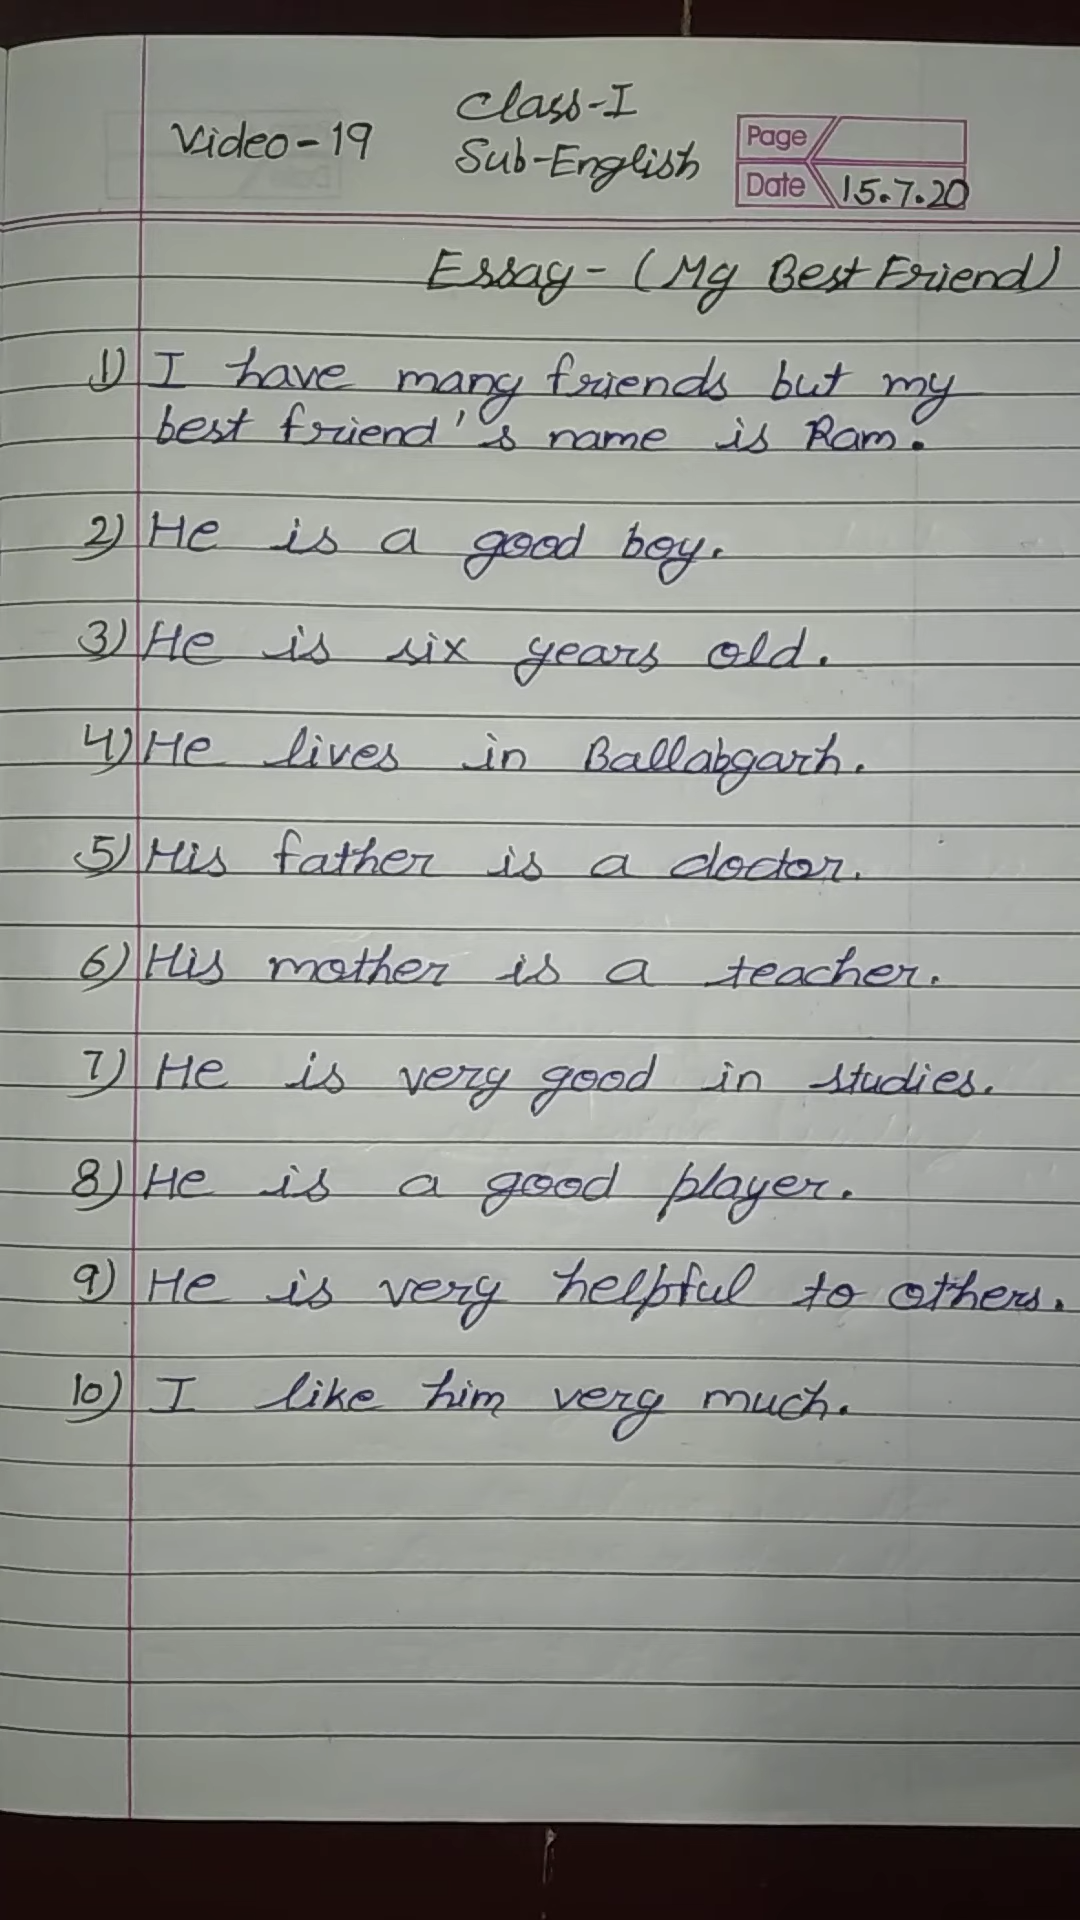 Class-I
Video-19
Sub-English
Page
Date 15.7.20
Essay - (My Best Friend)
1) I have many friends but my
best friend's name is Ram.
2) He is a good boy.
3) He is six years old.
4) He lives in Ballabgarh.
5) His father is a doctor.
6) His mother is a teacher.
7) He is very good in studies.
8) He is a good player.
9) He is very helpful to others.
10) I like him very much.